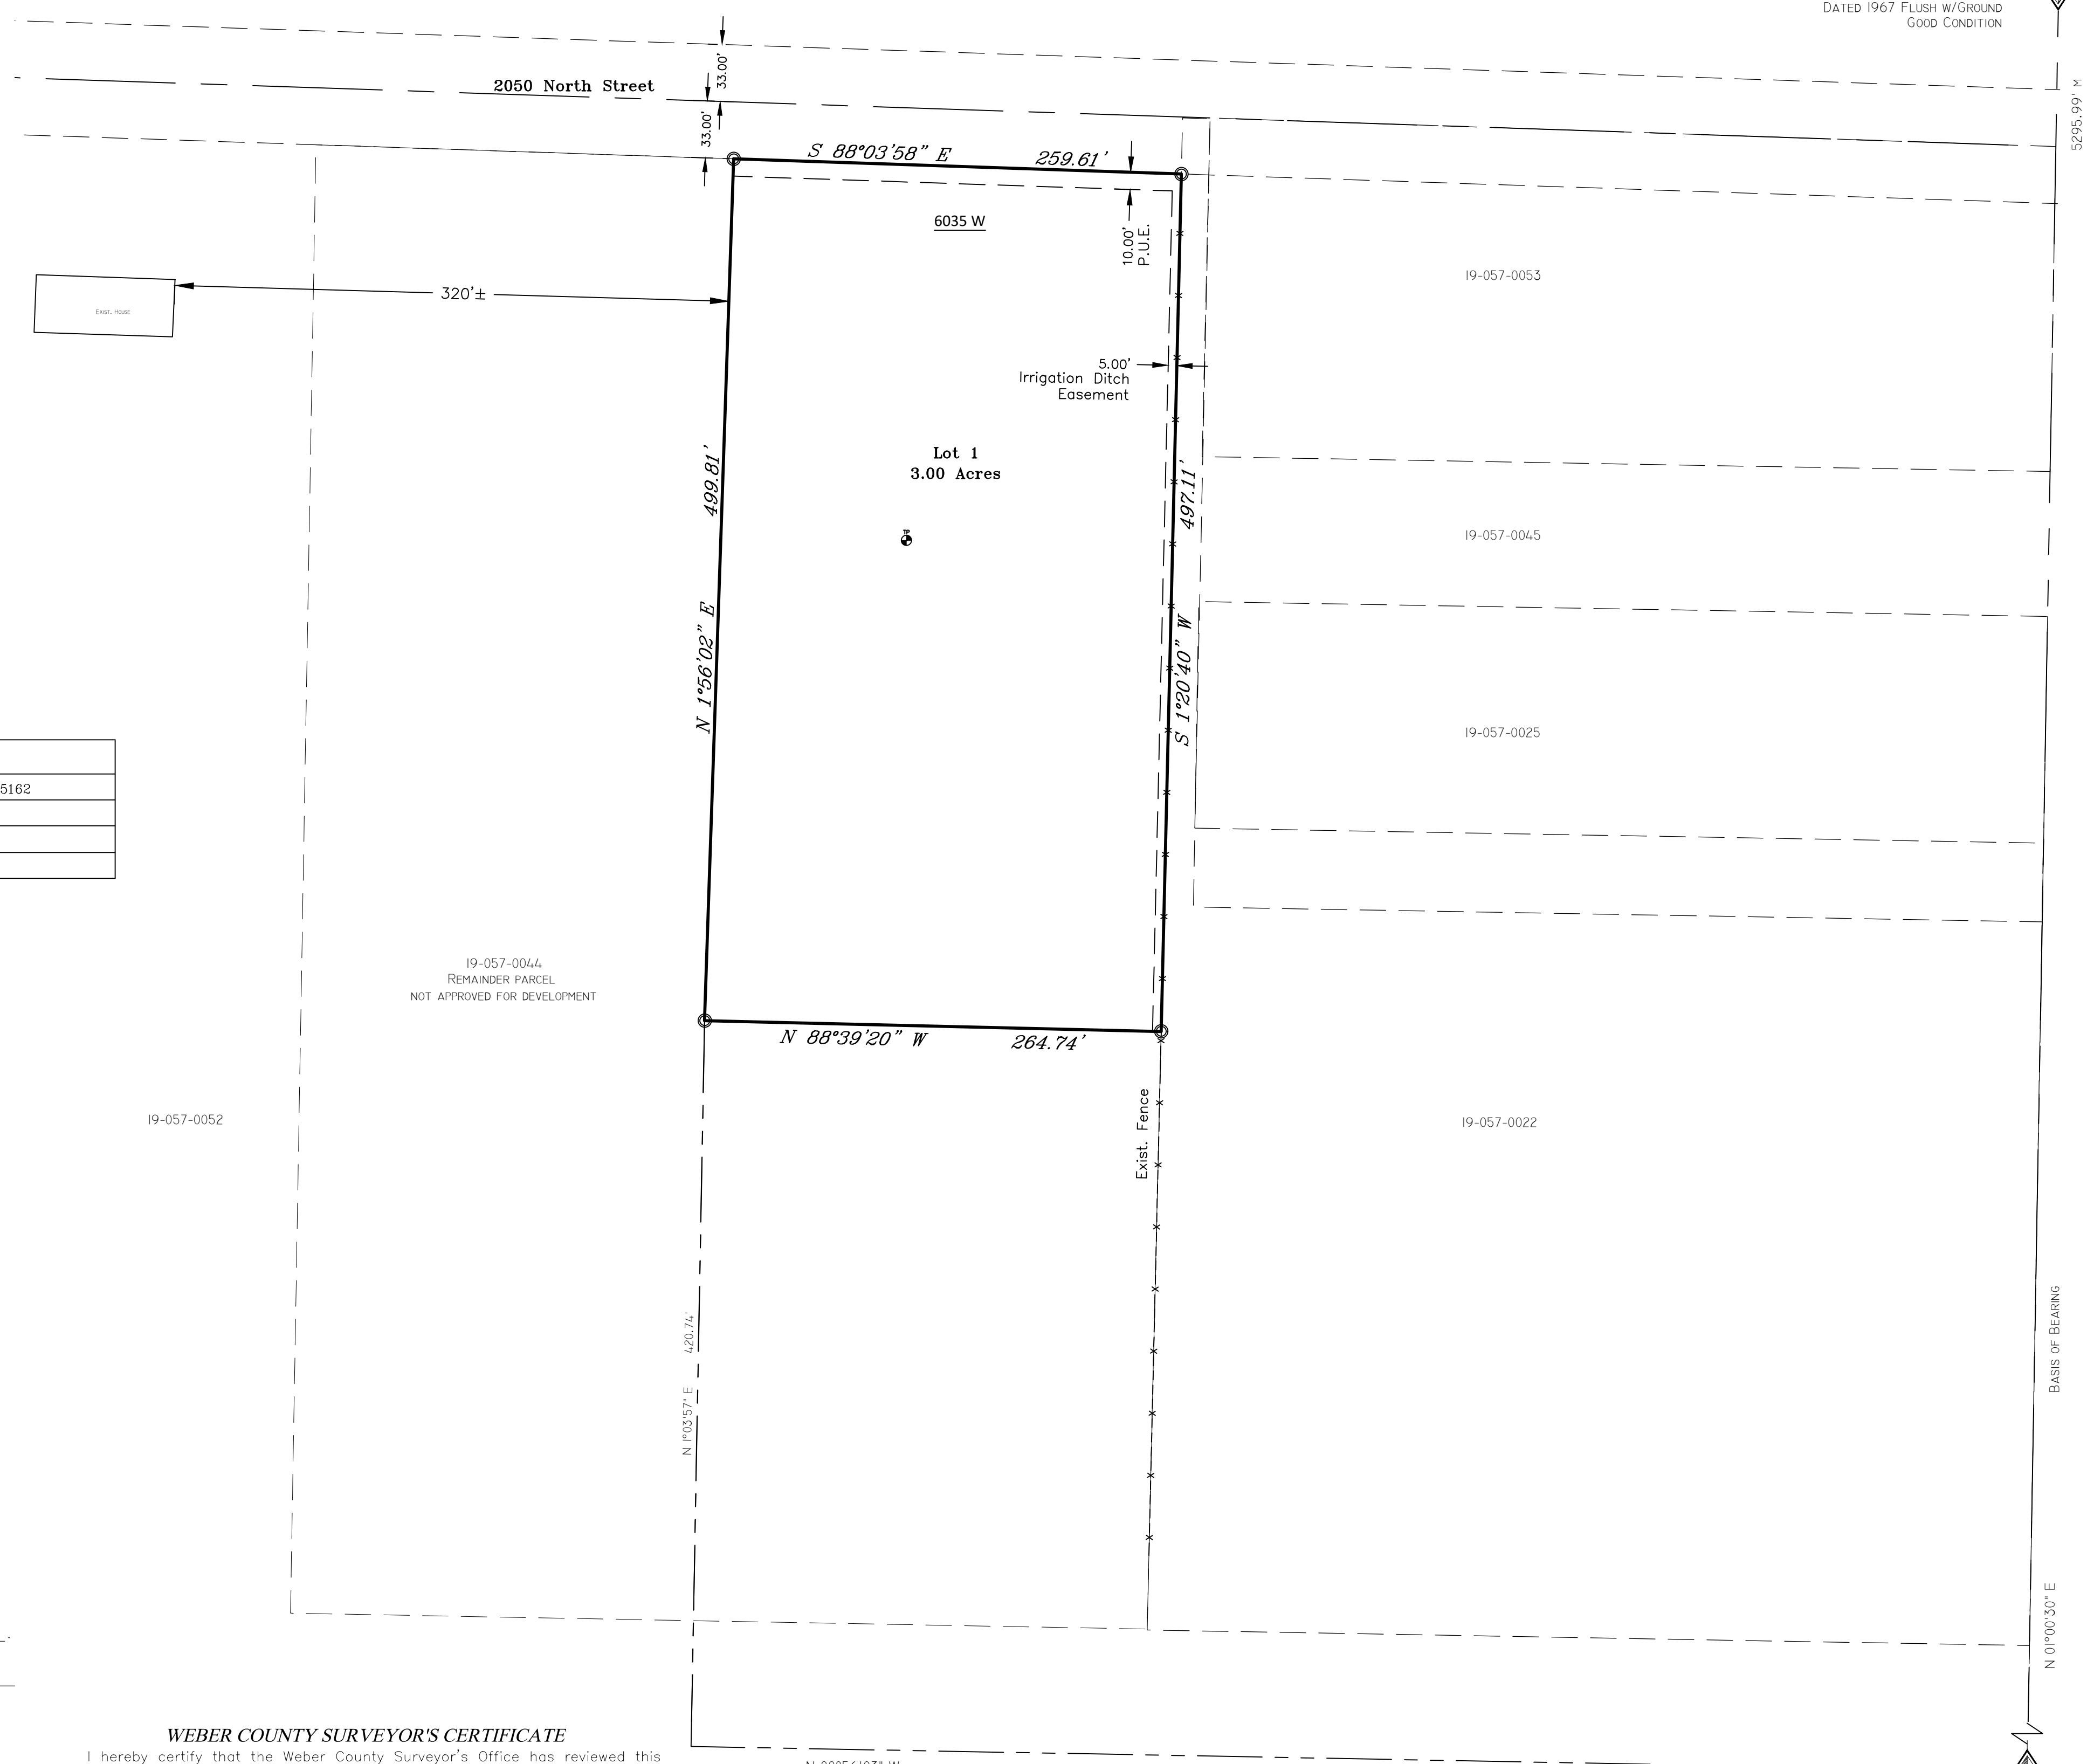 DATED 1967 FLUSH W/GROUND
GOOD CONDITION
5295.99' M
2050 North Street
33.00'
33.00'
S 88°03'58" E 259.61'
6035 W
10.00'
P.U.E.
19-057-0053
320'±
EXIST. HOUSE
5.00'
Irrigation Ditch
Easement
Lot 1
3.00 Acres
TP
N 1°56'02" E 499.81'
S 1°20'40" W 497.11'
19-057-0045
19-057-0025
5162
19-057-0044
REMAINDER PARCEL
NOT APPROVED FOR DEVELOPMENT
N 88°39'20" W 264.74'
19-057-0052
Exist. Fence
19-057-0022
N 1°03'57" E 420.74'
BASIS OF BEARING
N 01°00'30" E
WEBER COUNTY SURVEYOR'S CERTIFICATE
I hereby certify that the Weber County Surveyor's Office has reviewed this